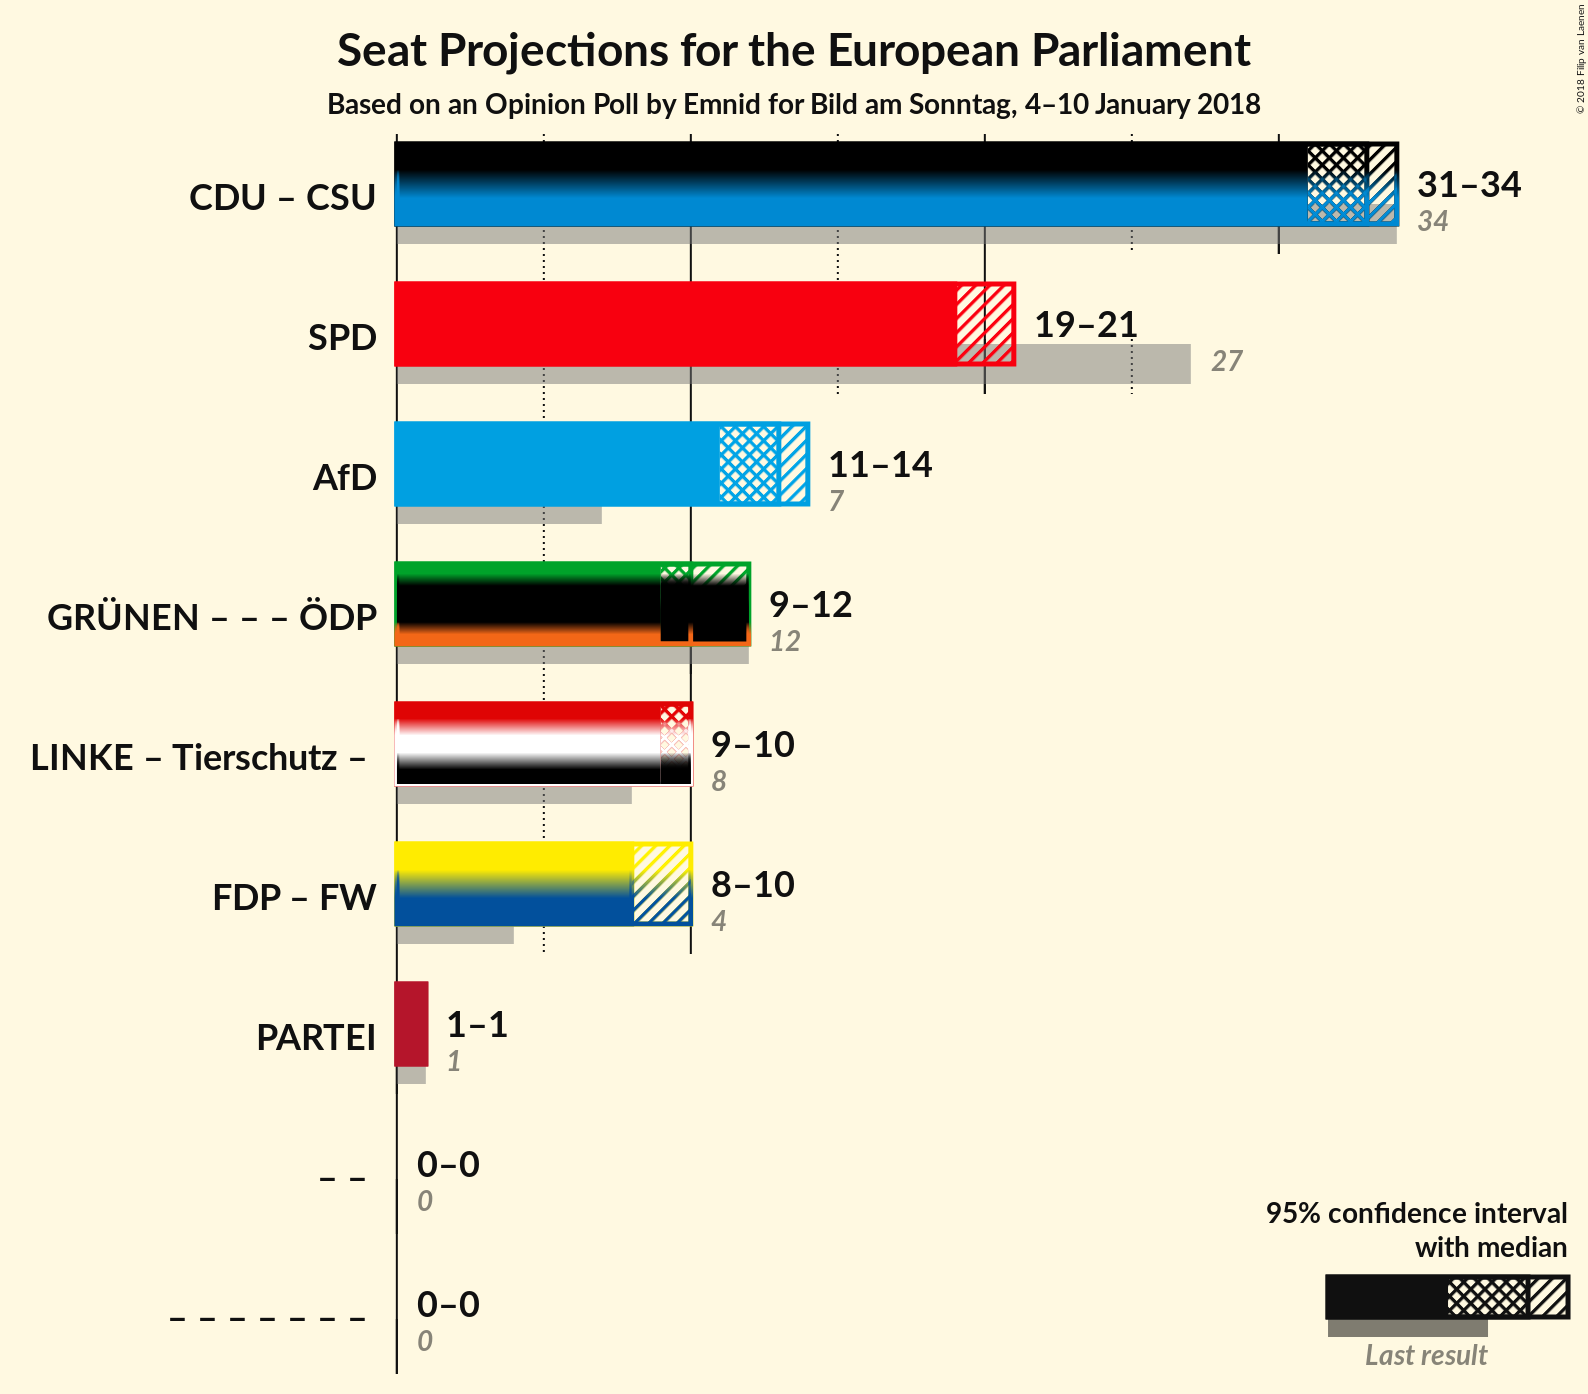 Seat Projections for the European Parliament
Based on an Opinion Poll by Emnid for Bild am Sonntag, 4–10 January 2018
© 2018 Filip van Laenen
CDU – CSU
31–34
34
SPD
19–21
27
AfD
11–14
7
GRÜNEN – – – ÖDP
9–12
12
LINKE – Tierschutz –
9–10
8
FDP – FW
8–10
4
PARTEI
1–1
1
– –
0–0
0
– – – – – – –
0–0
0
95% confidence interval
with median
Last result